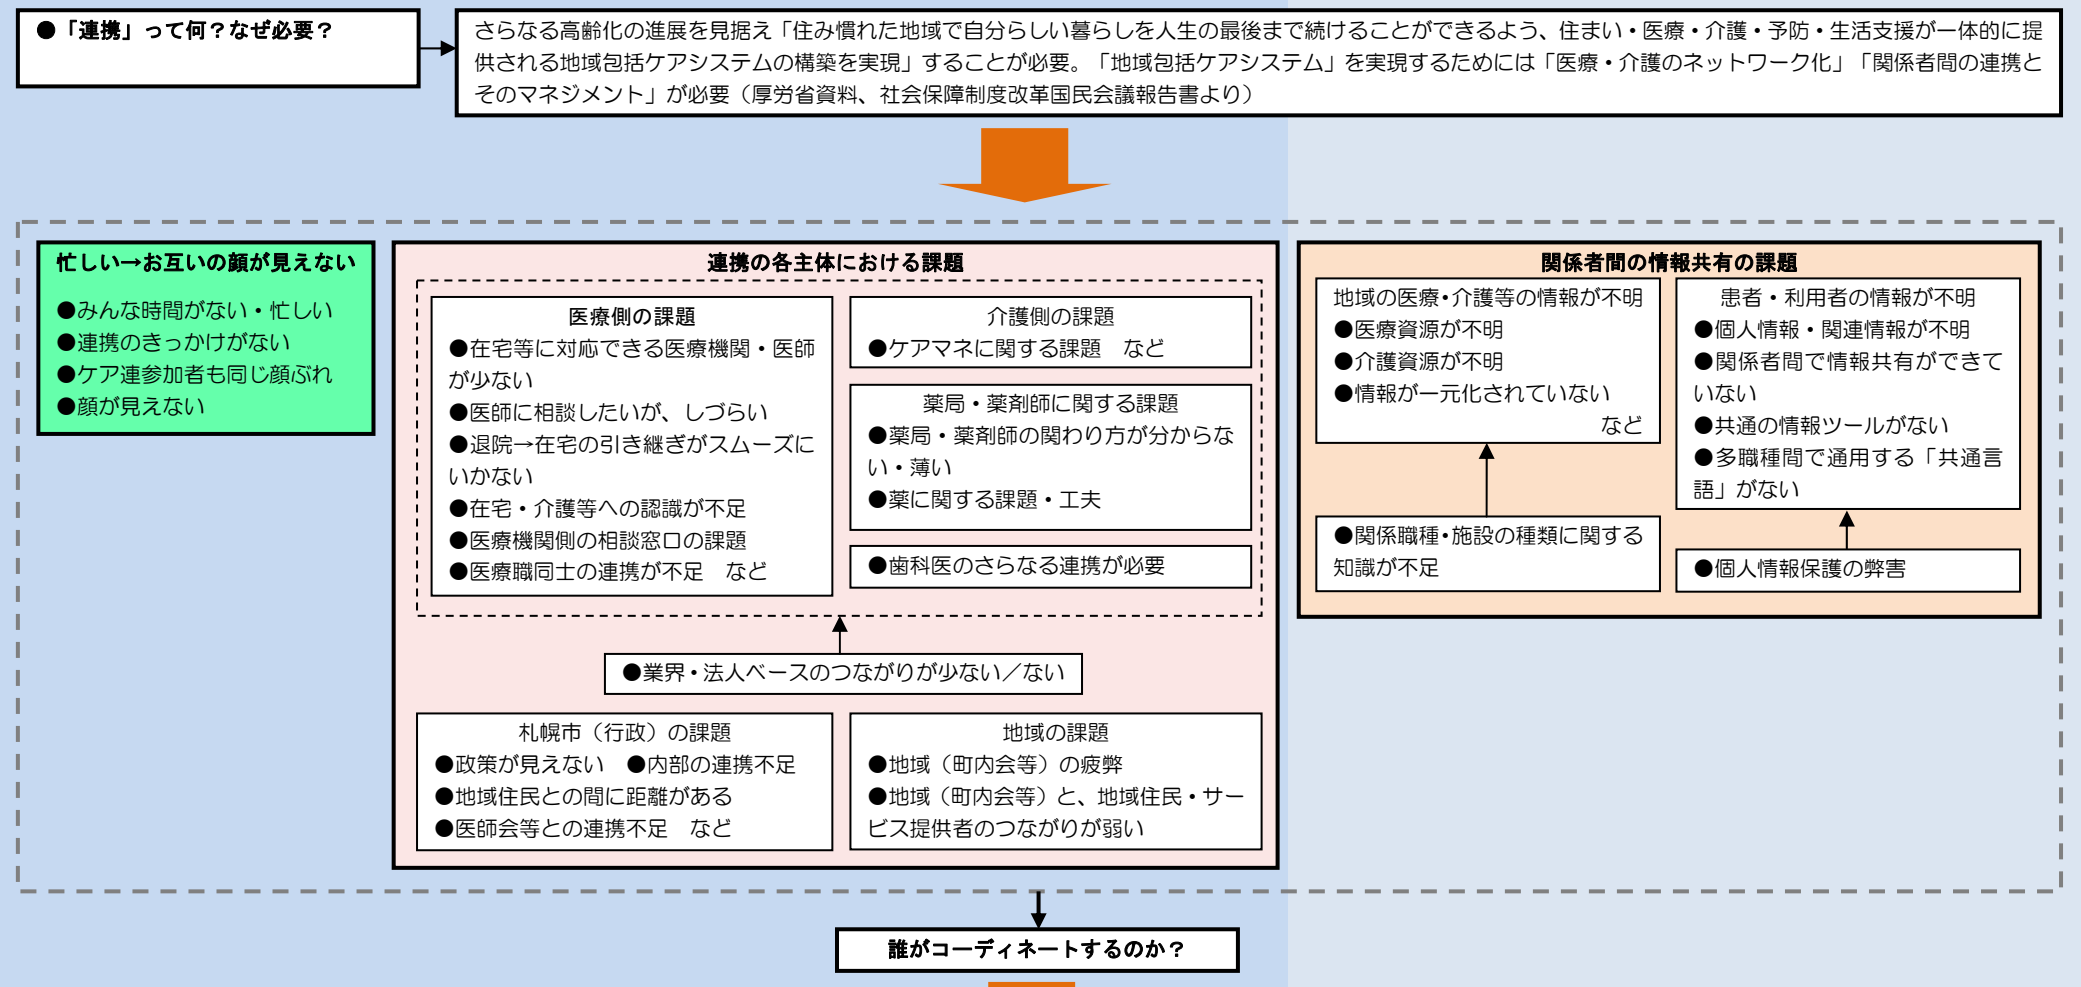 ●「連携」って何？なぜ必要？
さらなる高齢化の進展を見据え「住み慣れた地域で自分らしい暮らしを人生の最後まで続けることができるよう、住まい・医療・介護・予防・生活支援が一体的に提
供される地域包括ケアシステムの構築を実現」することが必要。「地域包括ケアシステム」を実現するためには「医療・介護のネットワーク化」「関係者間の連携と
そのマネジメント」が必要（厚労省資料、社会保障制度改革国民会議報告書より）
忙しい→お互いの顔が見えない
●みんな時間がない・忙しい
●連携のきっかけがない
●ケア連参加者も同じ顔ぶれ
●顔が見えない
連携の各主体における課題
医療側の課題
●在宅等に対応できる医療機関・医師
が少ない
●医師に相談したいが、しづらい
●退院→在宅の引き継ぎがスムーズに
いかない
●在宅・介護等への認識が不足
●医療機関側の相談窓口の課題
●医療職同士の連携が不足　など
介護側の課題
●ケアマネに関する課題　など
薬局・薬剤師に関する課題
●薬局・薬剤師の関わり方が分からな
い・薄い
●薬に関する課題・工夫
●歯科医のさらなる連携が必要
●業界・法人ベースのつながりが少ない／ない
札幌市（行政）の課題
●政策が見えない　●内部の連携不足
●地域住民との間に距離がある
●医師会等との連携不足　など
地域の課題
●地域（町内会等）の疲弊
●地域（町内会等）と、地域住民・サー
ビス提供者のつながりが弱い
関係者間の情報共有の課題
地域の医療・介護等の情報が不明
●医療資源が不明
●介護資源が不明
●情報が一元化されていない
など
●関係職種・施設の種類に関する
知識が不足
患者・利用者の情報が不明
●個人情報・関連情報が不明
●関係者間で情報共有ができて
いない
●共通の情報ツールがない
●多職種間で通用する「共通言
語」がない
●個人情報保護の弊害
誰がコーディネートするのか？